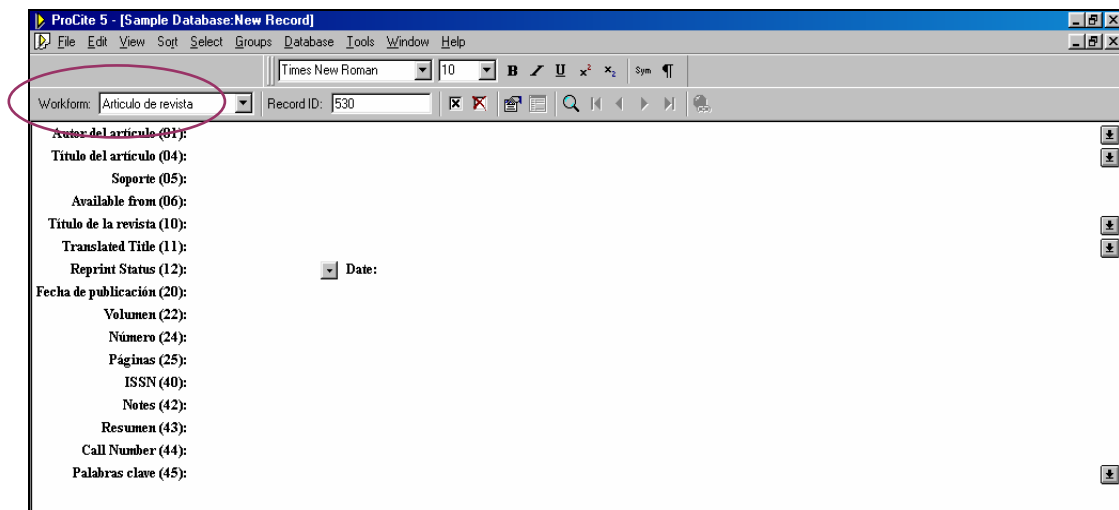 ProCite 5 - [Sample Database:New Record]
File Edit View Sort Select Groups Database Tools Window Help
Times New Roman 10 B I U x² x₂ Sym ¶
Workform: Articulo de revista Record ID: 530
Autor del artículo (01):
Título del artículo (04):
Soporte (05):
Available from (06):
Título de la revista (10):
Translated Title (11):
Reprint Status (12): Date:
Fecha de publicación (20):
Volumen (22):
Número (24):
Páginas (25):
ISSN (40):
Notes (42):
Resumen (43):
Call Number (44):
Palabras clave (45):